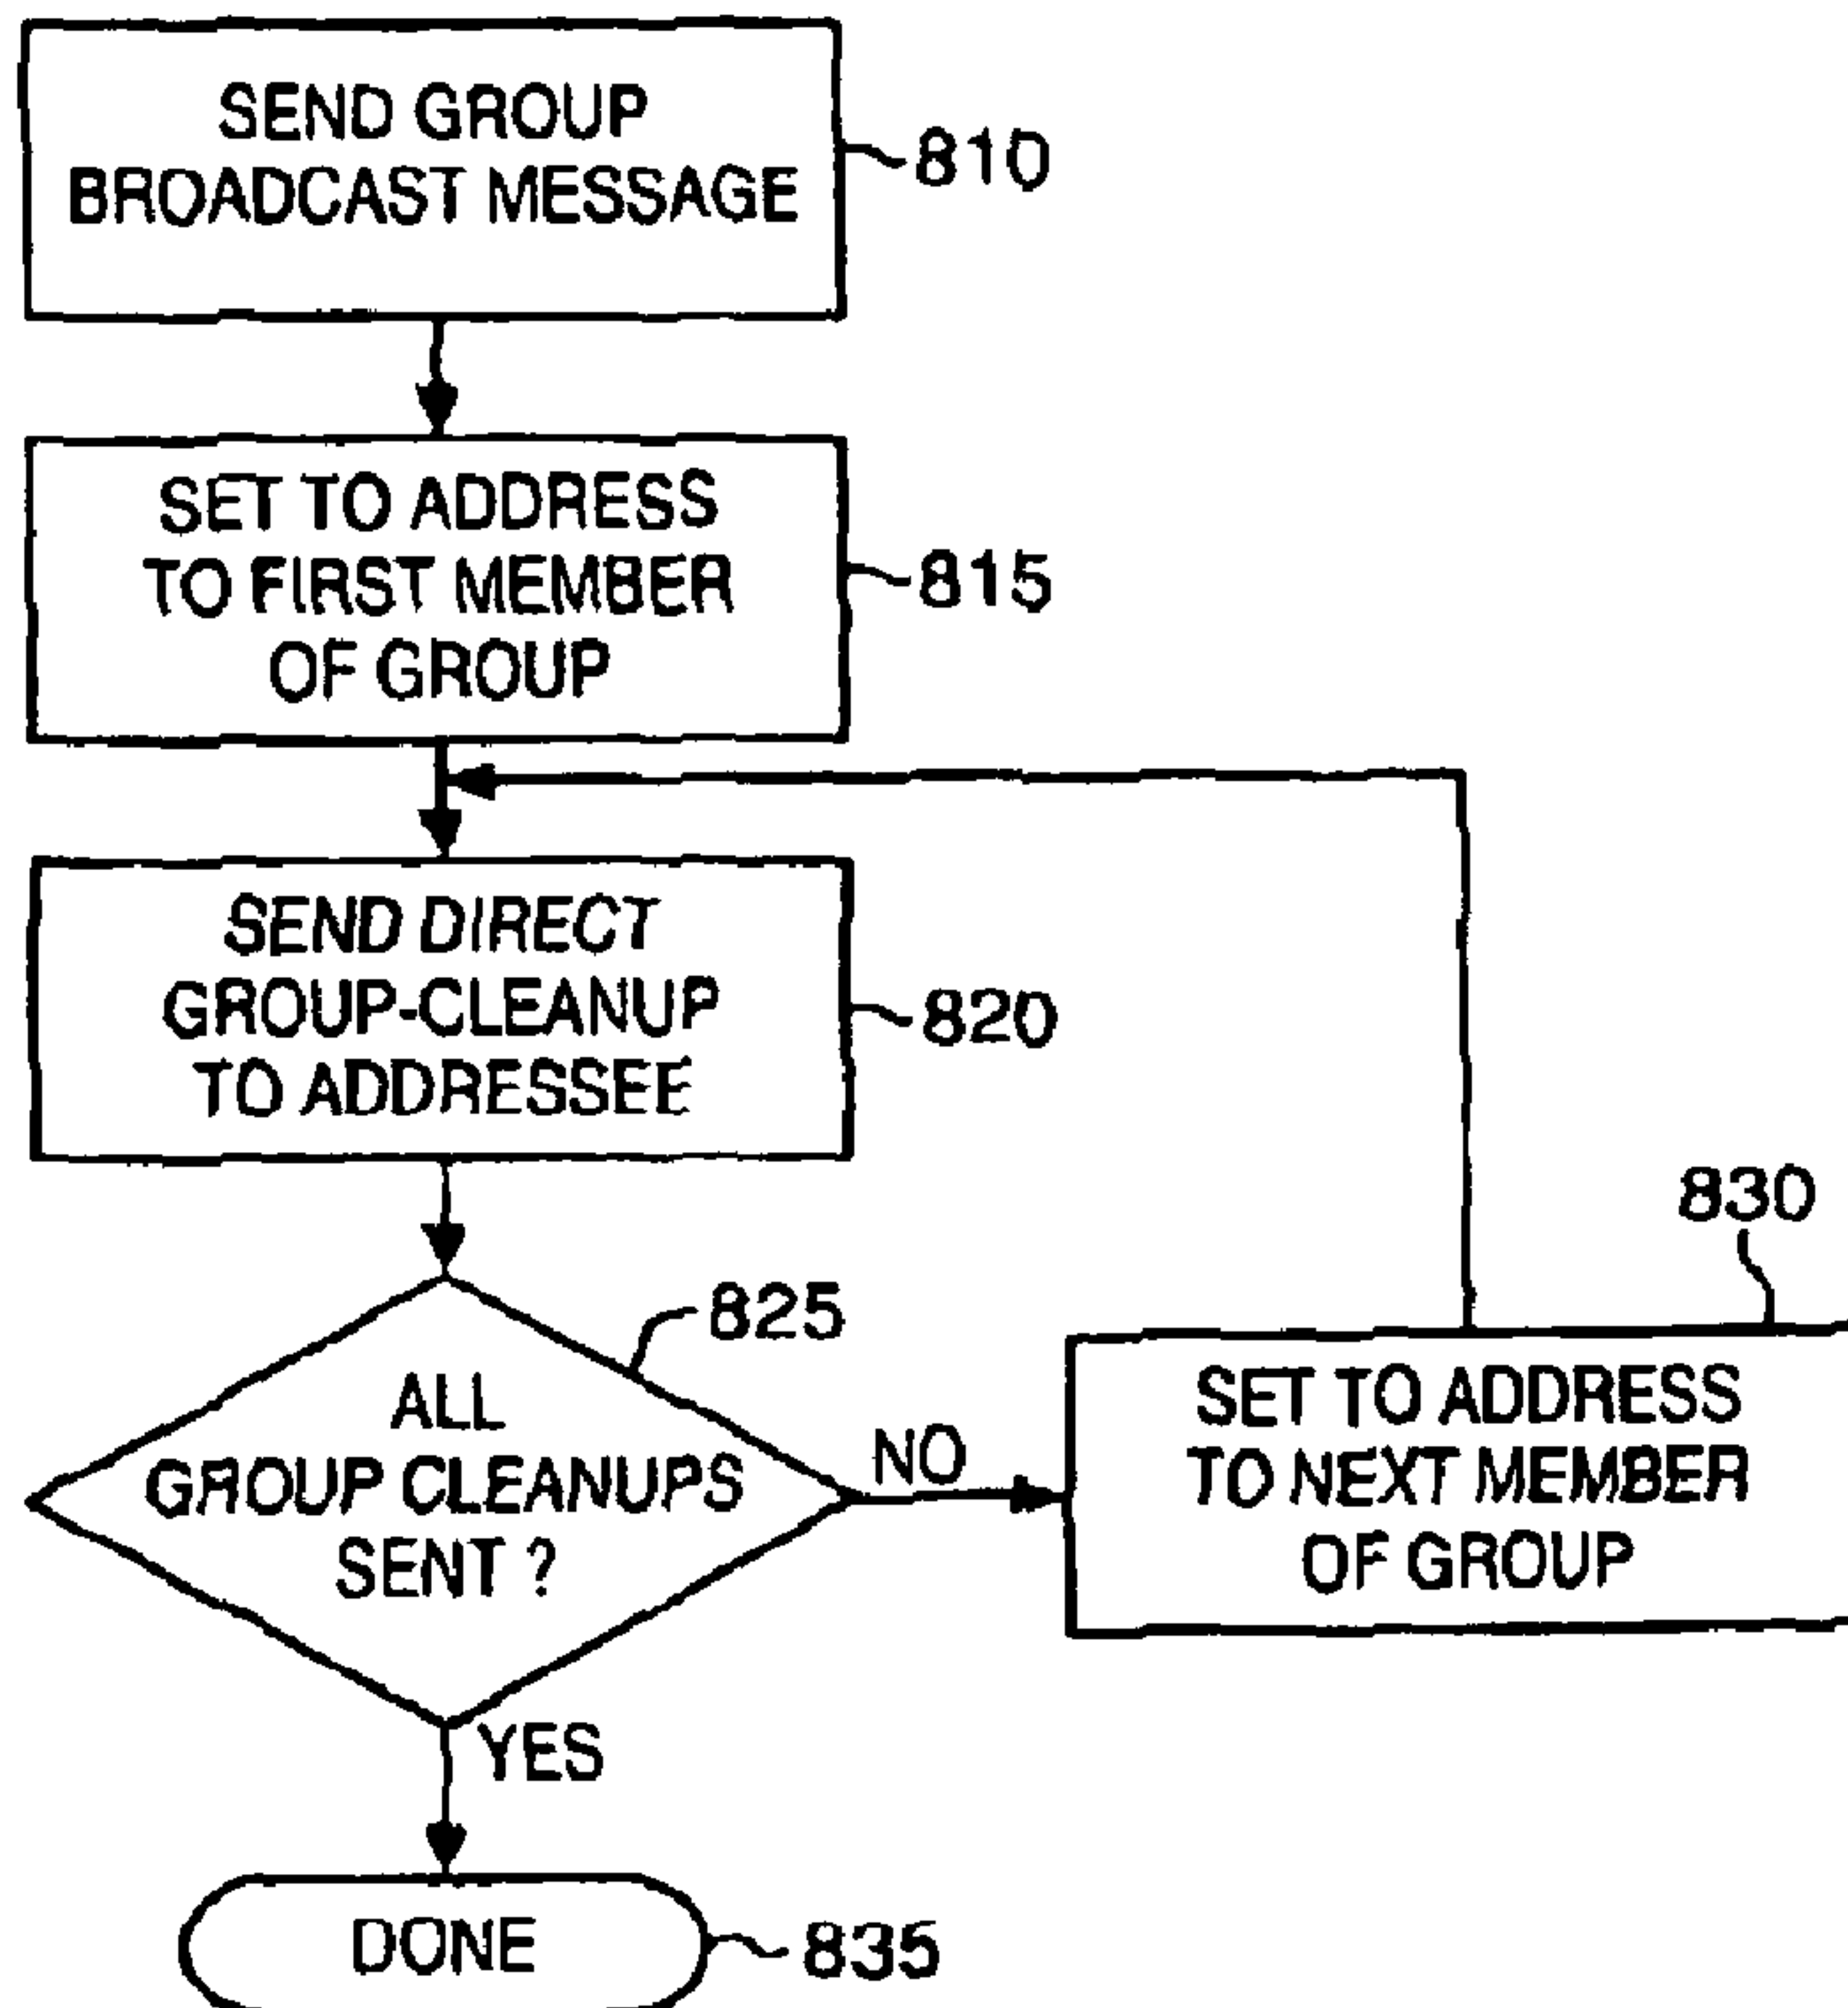 SEND GROUP
BROADCAST MESSAGE
810
SET TO ADDRESS
TO FIRST MEMBER
OF GROUP
815
SEND DIRECT
GROUP-CLEANUP
TO ADDRESSEE
820
825
ALL
GROUP CLEANUPS
SENT ?
NO
830
SET TO ADDRESS
TO NEXT MEMBER
OF GROUP
YES
DONE
835